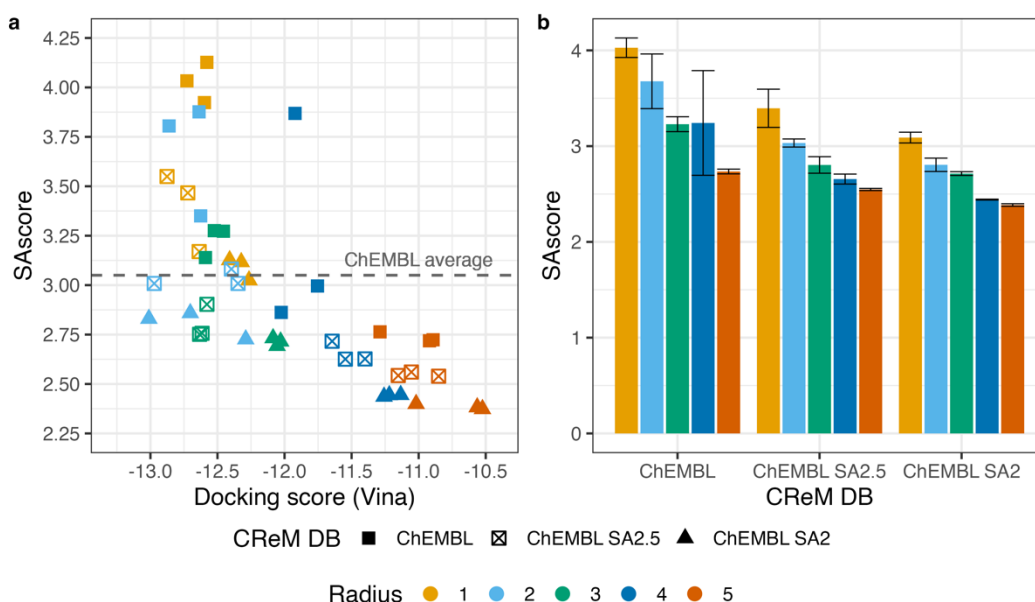 a
4.25
4.00
3.75
3.50
3.25
3.00
2.75
2.50
2.25
SAscore
ChEMBL average
-13.0 -12.5 -12.0 -11.5 -11.0 -10.5
Docking score (Vina)
b
4
3
2
1
0
SAscore
ChEMBL ChEMBL SA2.5 ChEMBL SA2
CReM DB
CReM DB ChEMBL ChEMBL SA2.5 ChEMBL SA2
Radius 1 2 3 4 5